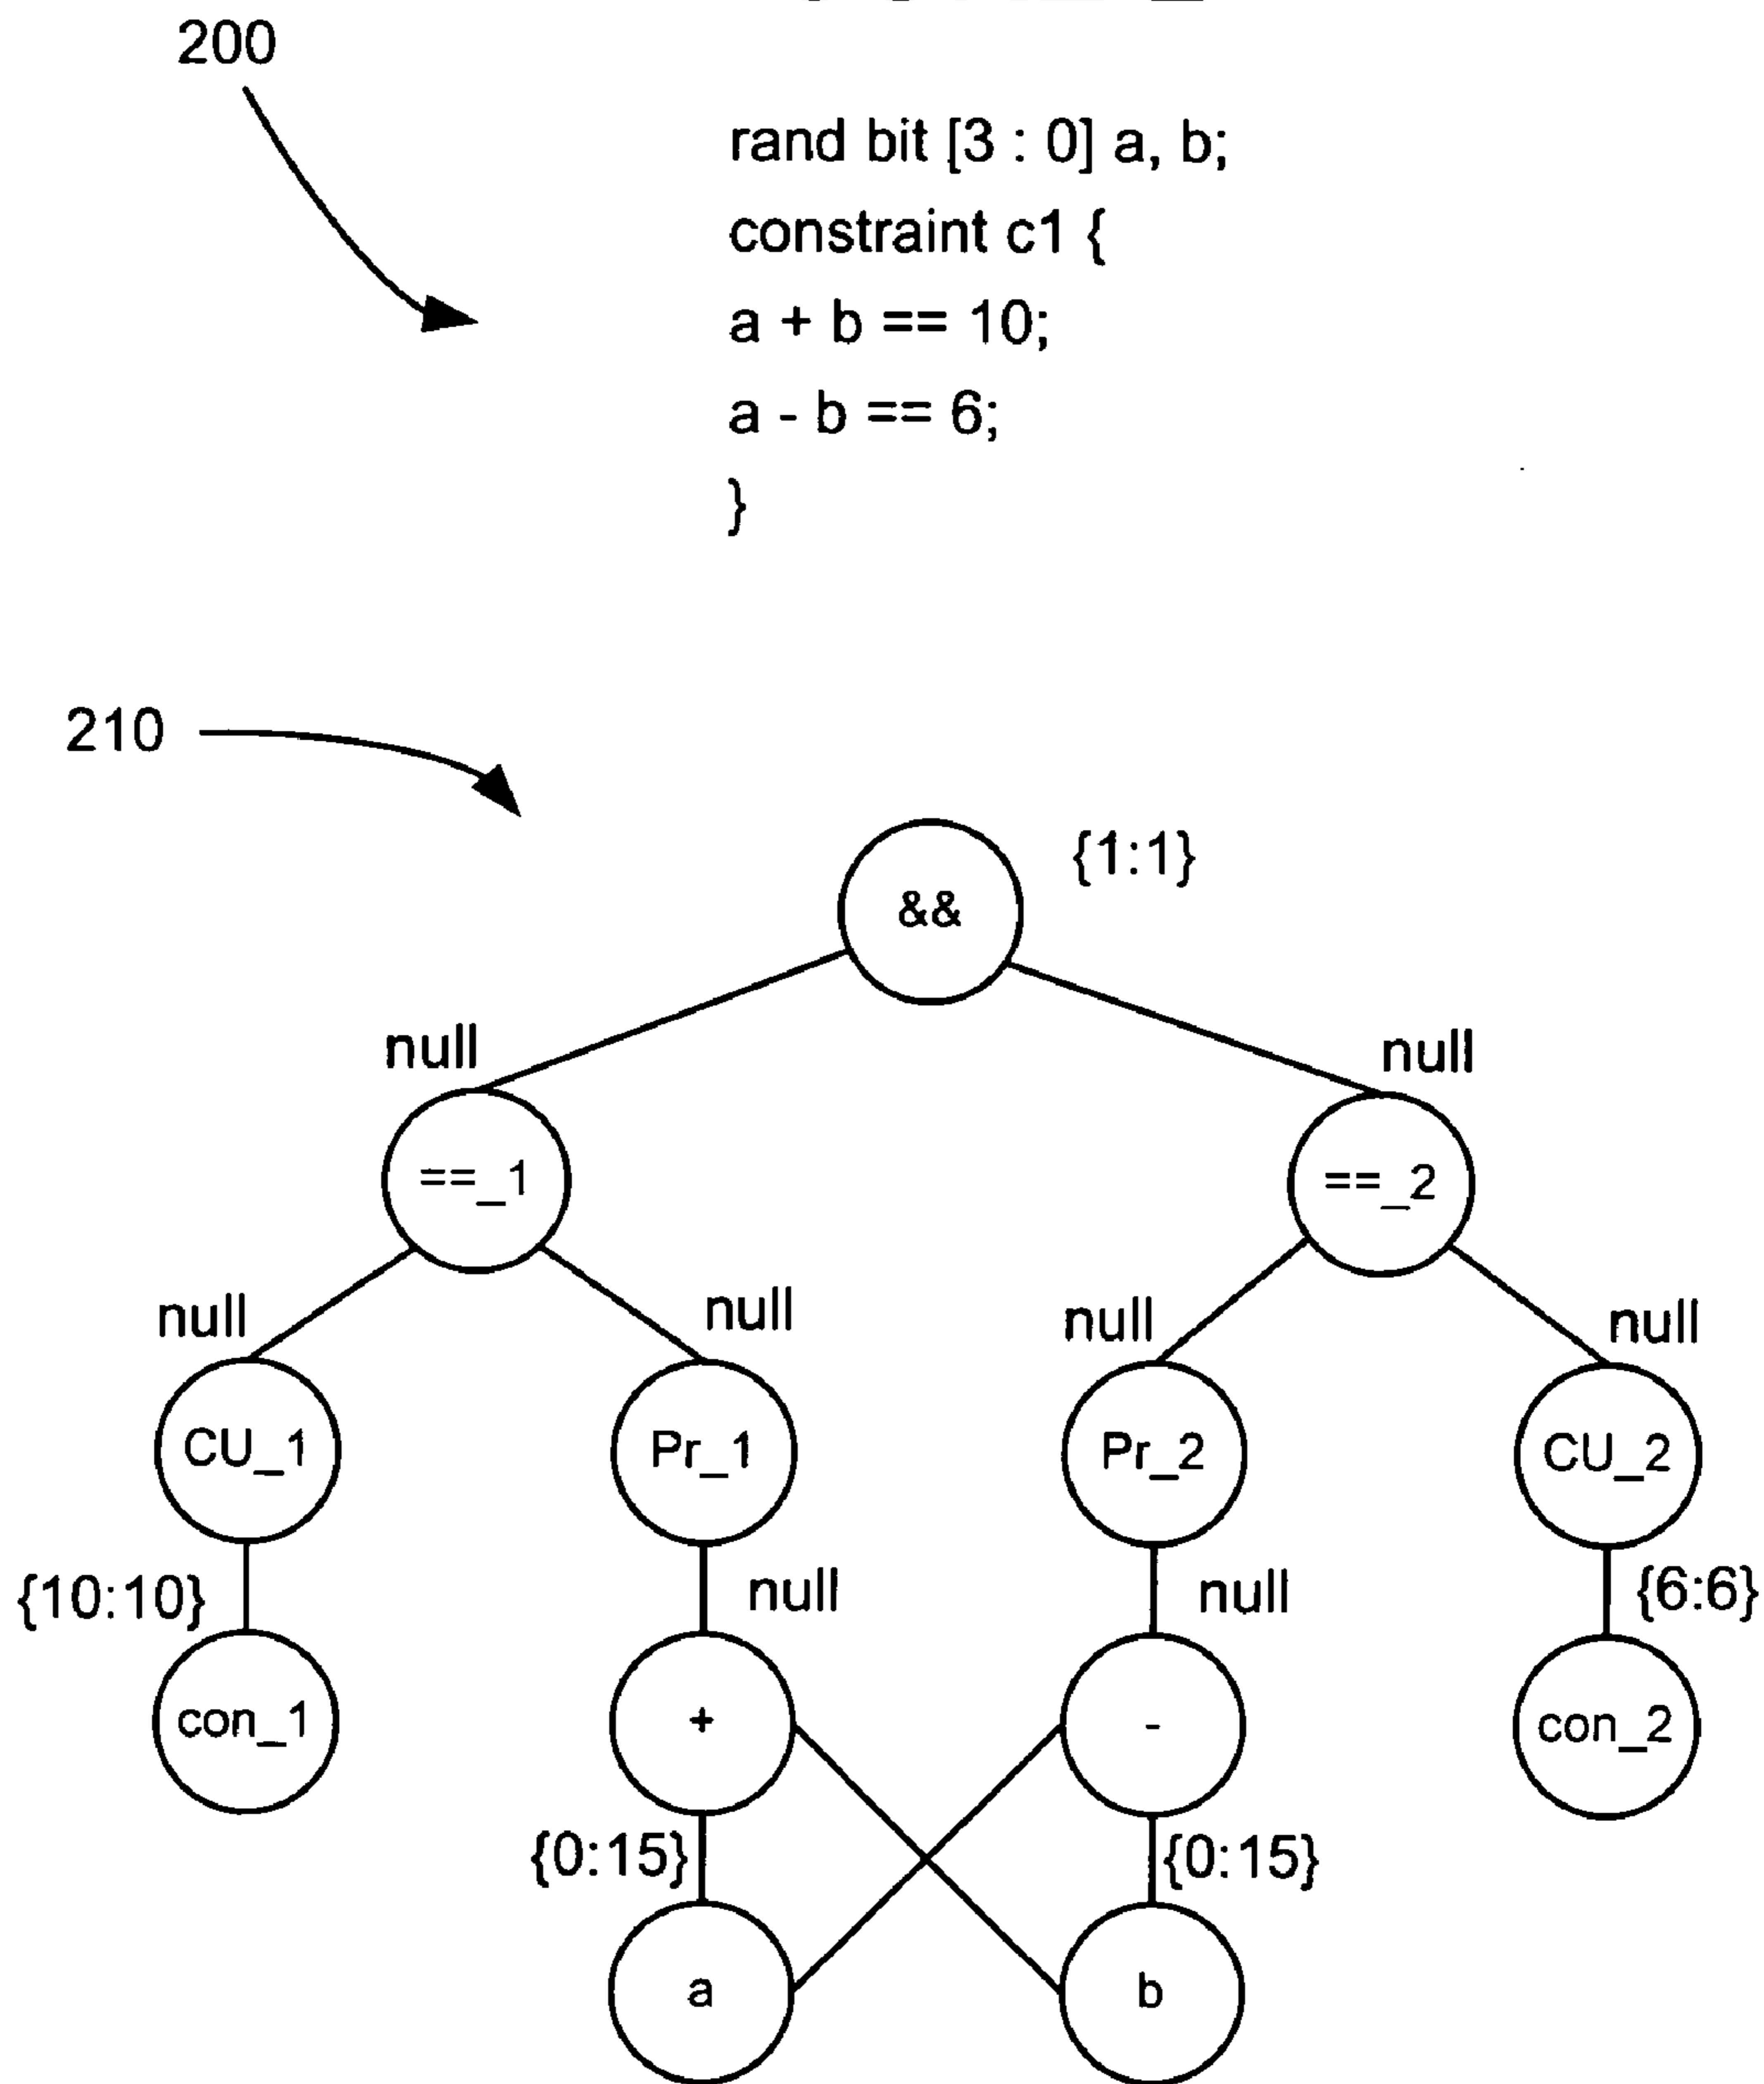 200
rand bit [3 : 0] a, b;
constraint c1 {
a + b == 10;
a - b == 6;
}
210
{1:1}
&&
null
null
==_1
==_2
null
null
null
null
CU_1
Pr_1
Pr_2
CU_2
{10:10}
null
null
{6:6}
con_1
+
-
con_2
{0:15}
{0:15}
a
b